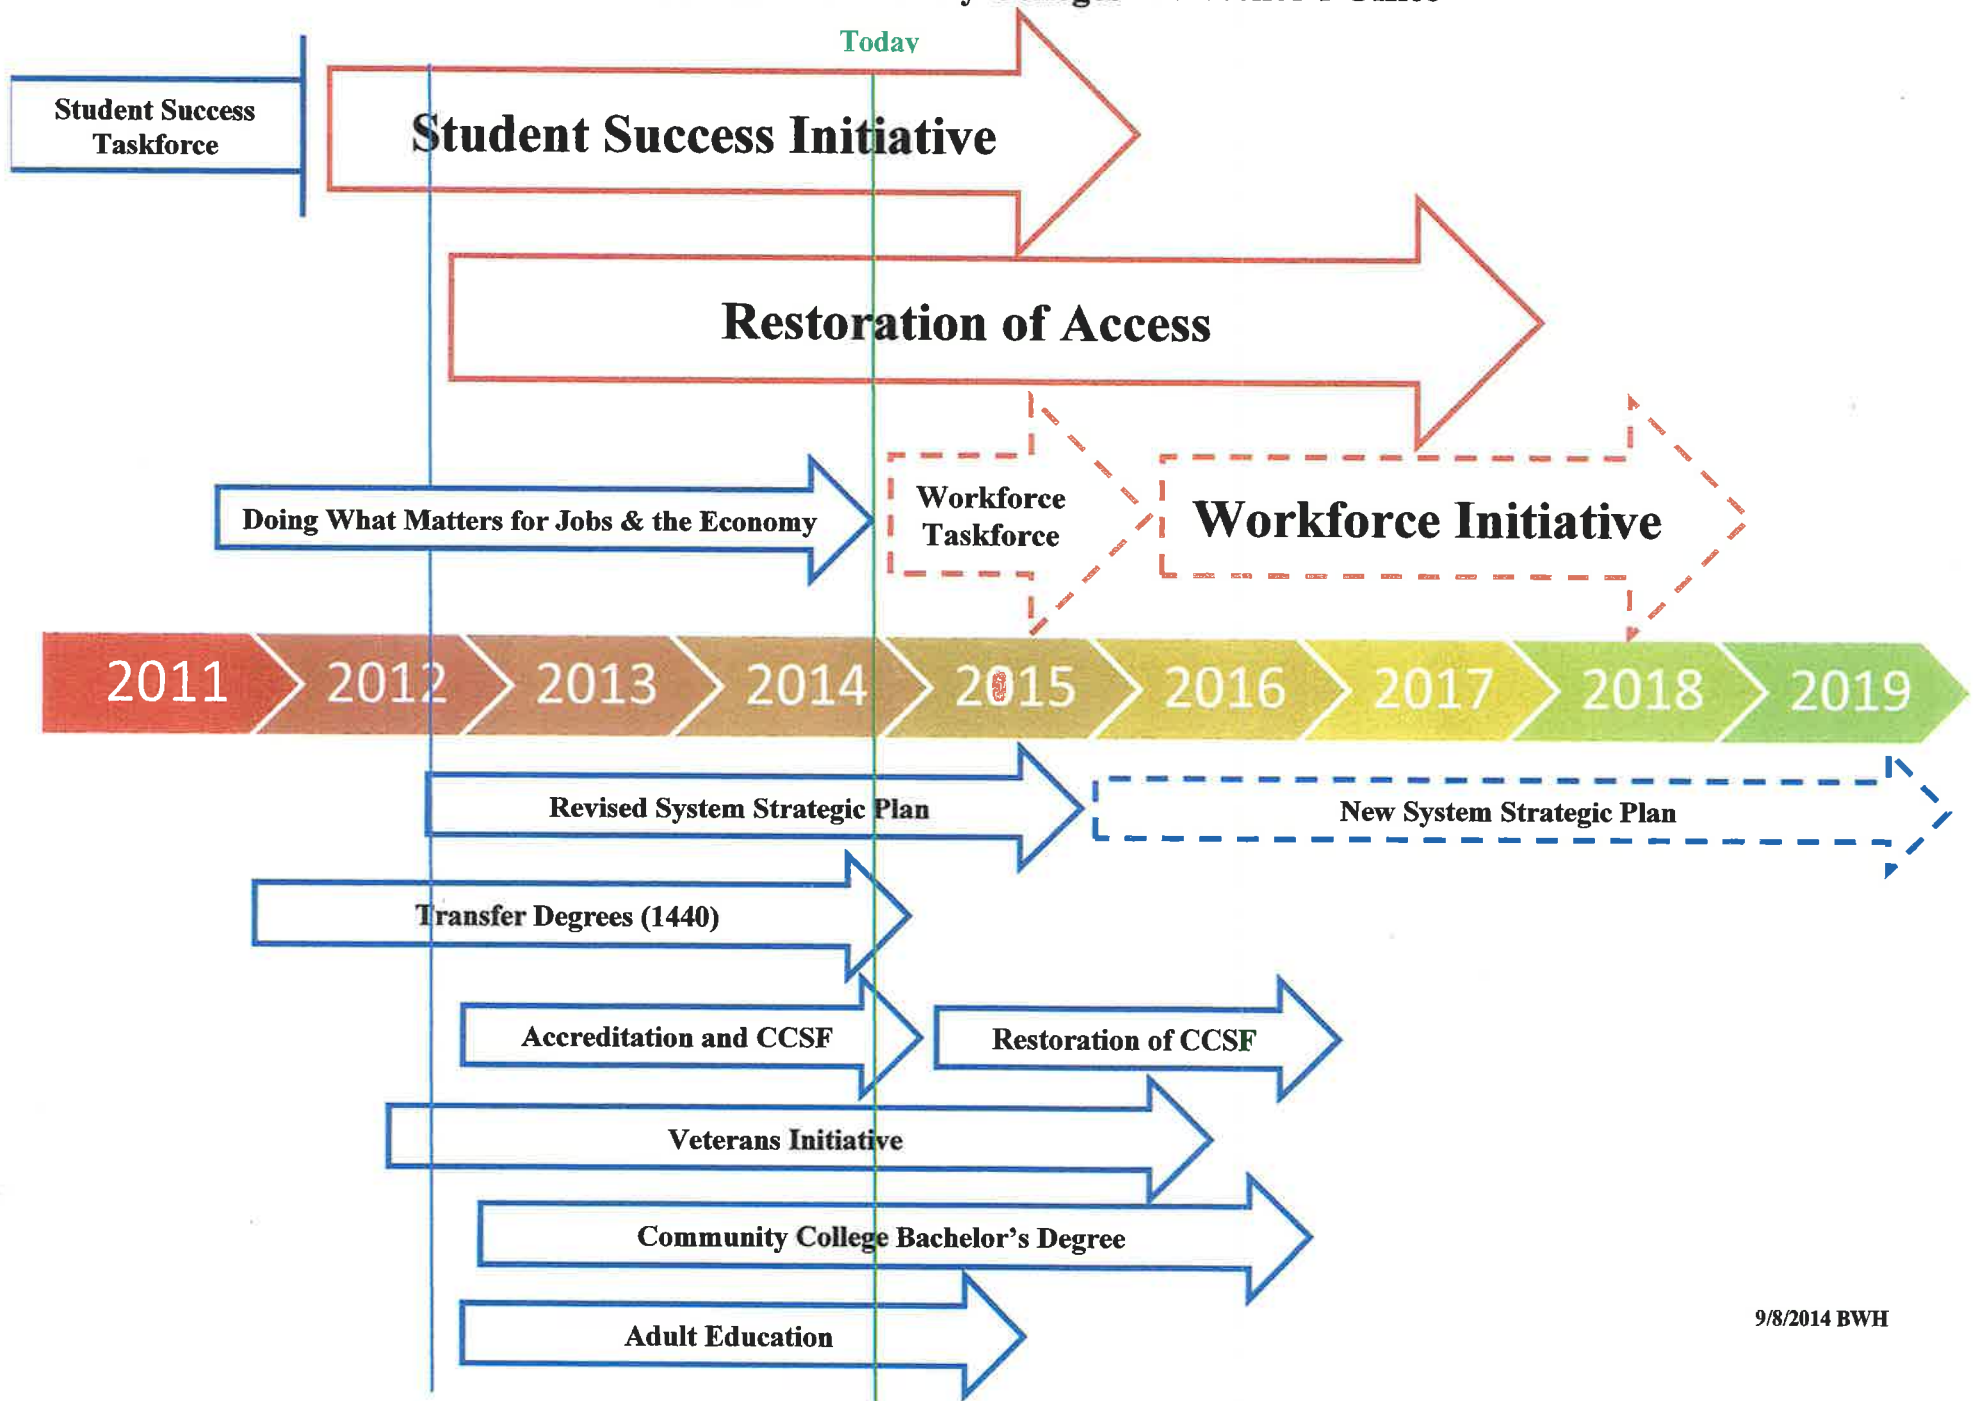 Today
Student Success
Taskforce
Student Success Initiative
Restoration of Access
Doing What Matters for Jobs & the Economy
Workforce
Taskforce
Workforce Initiative
2011
2012
2013
2014
2015
2016
2017
2018
2019
Revised System Strategic Plan
New System Strategic Plan
Transfer Degrees (1440)
Accreditation and CCSF
Restoration of CCSF
Veterans Initiative
Community College Bachelor’s Degree
Adult Education
9/8/2014 BWH